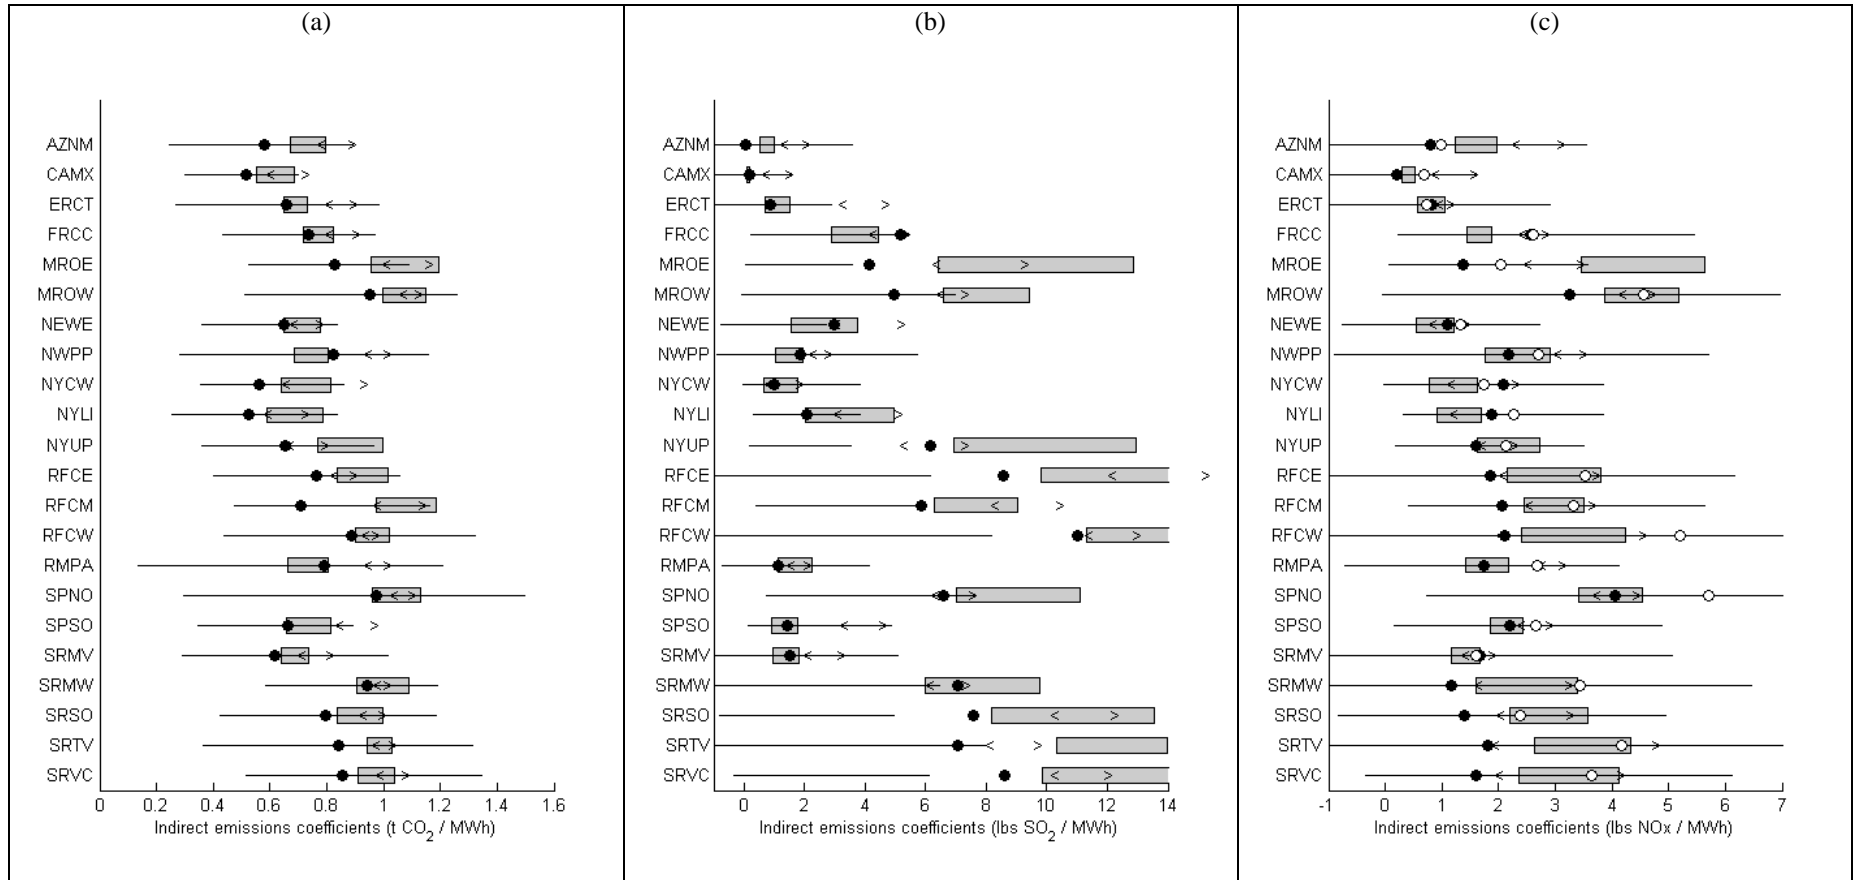 (a)
AZNM
CAMX
ERCT
FRCC
MROE
MROW
NEWE
NWPP
NYCW
NYLI
NYUP
RFCE
RFCM
RFCW
RMPA
SPNO
SPSO
SRMV
SRMW
SRSO
SRTV
SRVC
0 0.2 0.4 0.6 0.8 1 1.2 1.4 1.6
Indirect emissions coefficients (t CO2 / MWh)
(b)
AZNM
CAMX
ERCT
FRCC
MROE
MROW
NEWE
NWPP
NYCW
NYLI
NYUP
RFCE
RFCM
RFCW
RMPA
SPNO
SPSO
SRMV
SRMW
SRSO
SRTV
SRVC
0 2 4 6 8 10 12 14
Indirect emissions coefficients (lbs SO2 / MWh)
(c)
AZNM
CAMX
ERCT
FRCC
MROE
MROW
NEWE
NWPP
NYCW
NYLI
NYUP
RFCE
RFCM
RFCW
RMPA
SPNO
SPSO
SRMV
SRMW
SRSO
SRTV
SRVC
-1 0 1 2 3 4 5 6 7
Indirect emissions coefficients (lbs NOx / MWh)